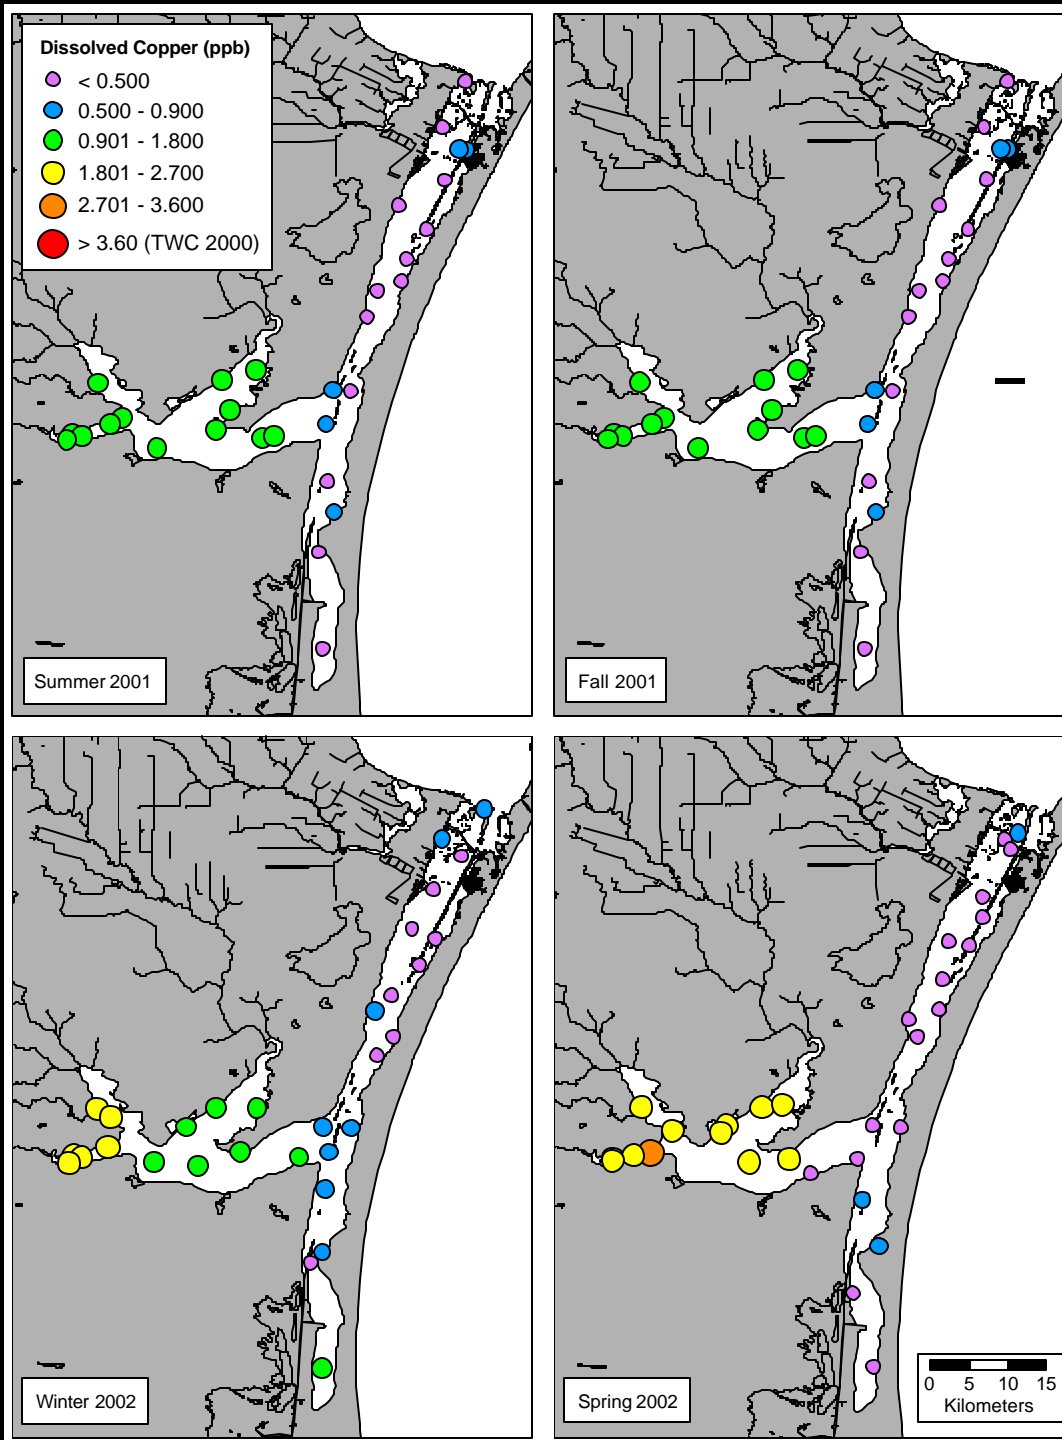 Dissolved Copper (ppb)
< 0.500
0.500 - 0.900
0.901 - 1.800
1.801 - 2.700
2.701 - 3.600
> 3.60 (TWC 2000)
Summer 2001
Fall 2001
Winter 2002
Spring 2002
0 5 10 15
Kilometers